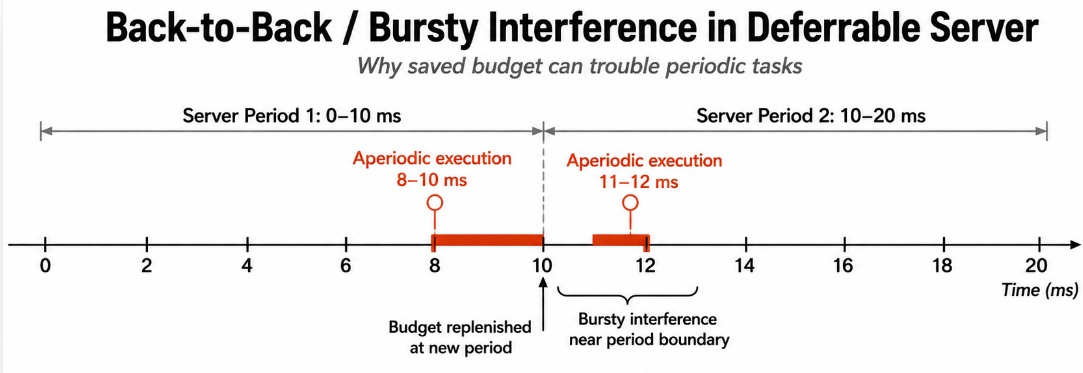 Back-to-Back / Bursty Interference in Deferrable Server
Why saved budget can trouble periodic tasks
Server Period 1: 0–10 ms
Server Period 2: 10–20 ms
Aperiodic execution
8–10 ms
Aperiodic execution
11–12 ms
0 2 4 6 8 10 12 14 16 18 20
Time (ms)
Budget replenished
at new period
Bursty interference
near period boundary